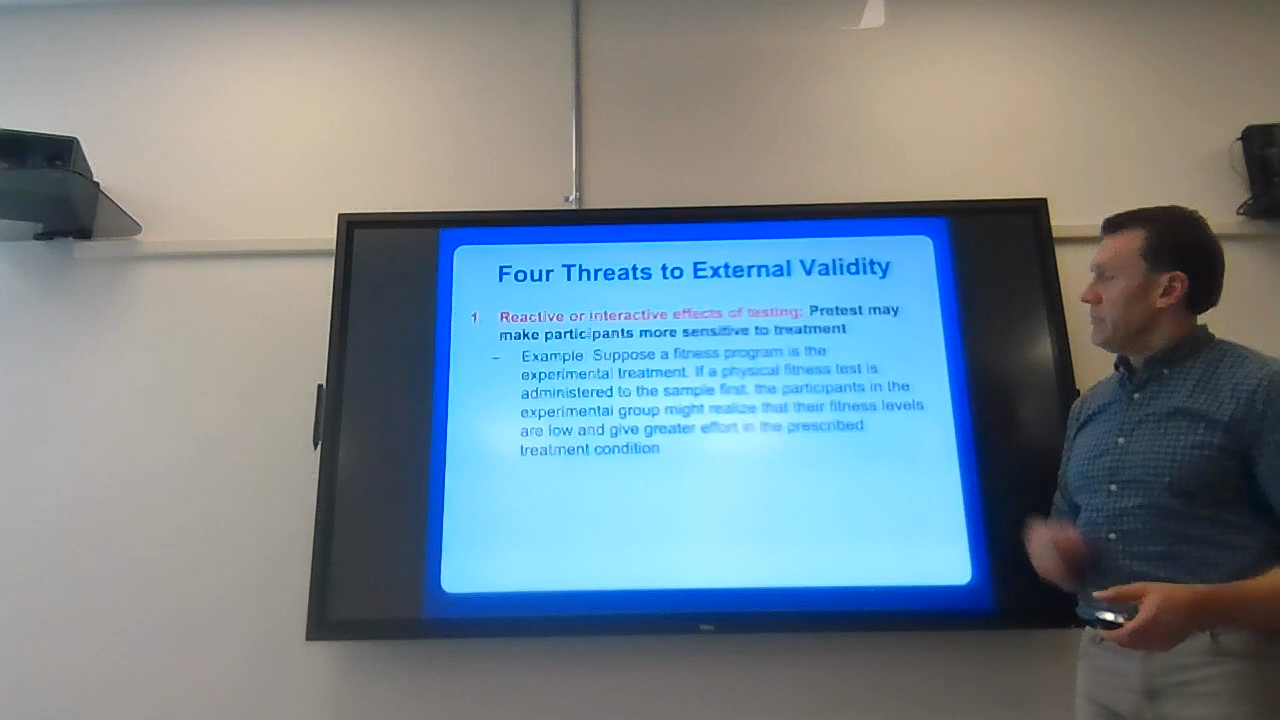 Four Threats to External Validity
1. Reactive or interactive effects of testing: Pretest may
make participants more sensitive to treatment
– Example: Suppose a fitness program is the
experimental treatment. If a physical fitness test is
administered to the sample first, the participants in the
experimental group might realize that their fitness levels
are low and give greater effort in the prescribed
treatment condition